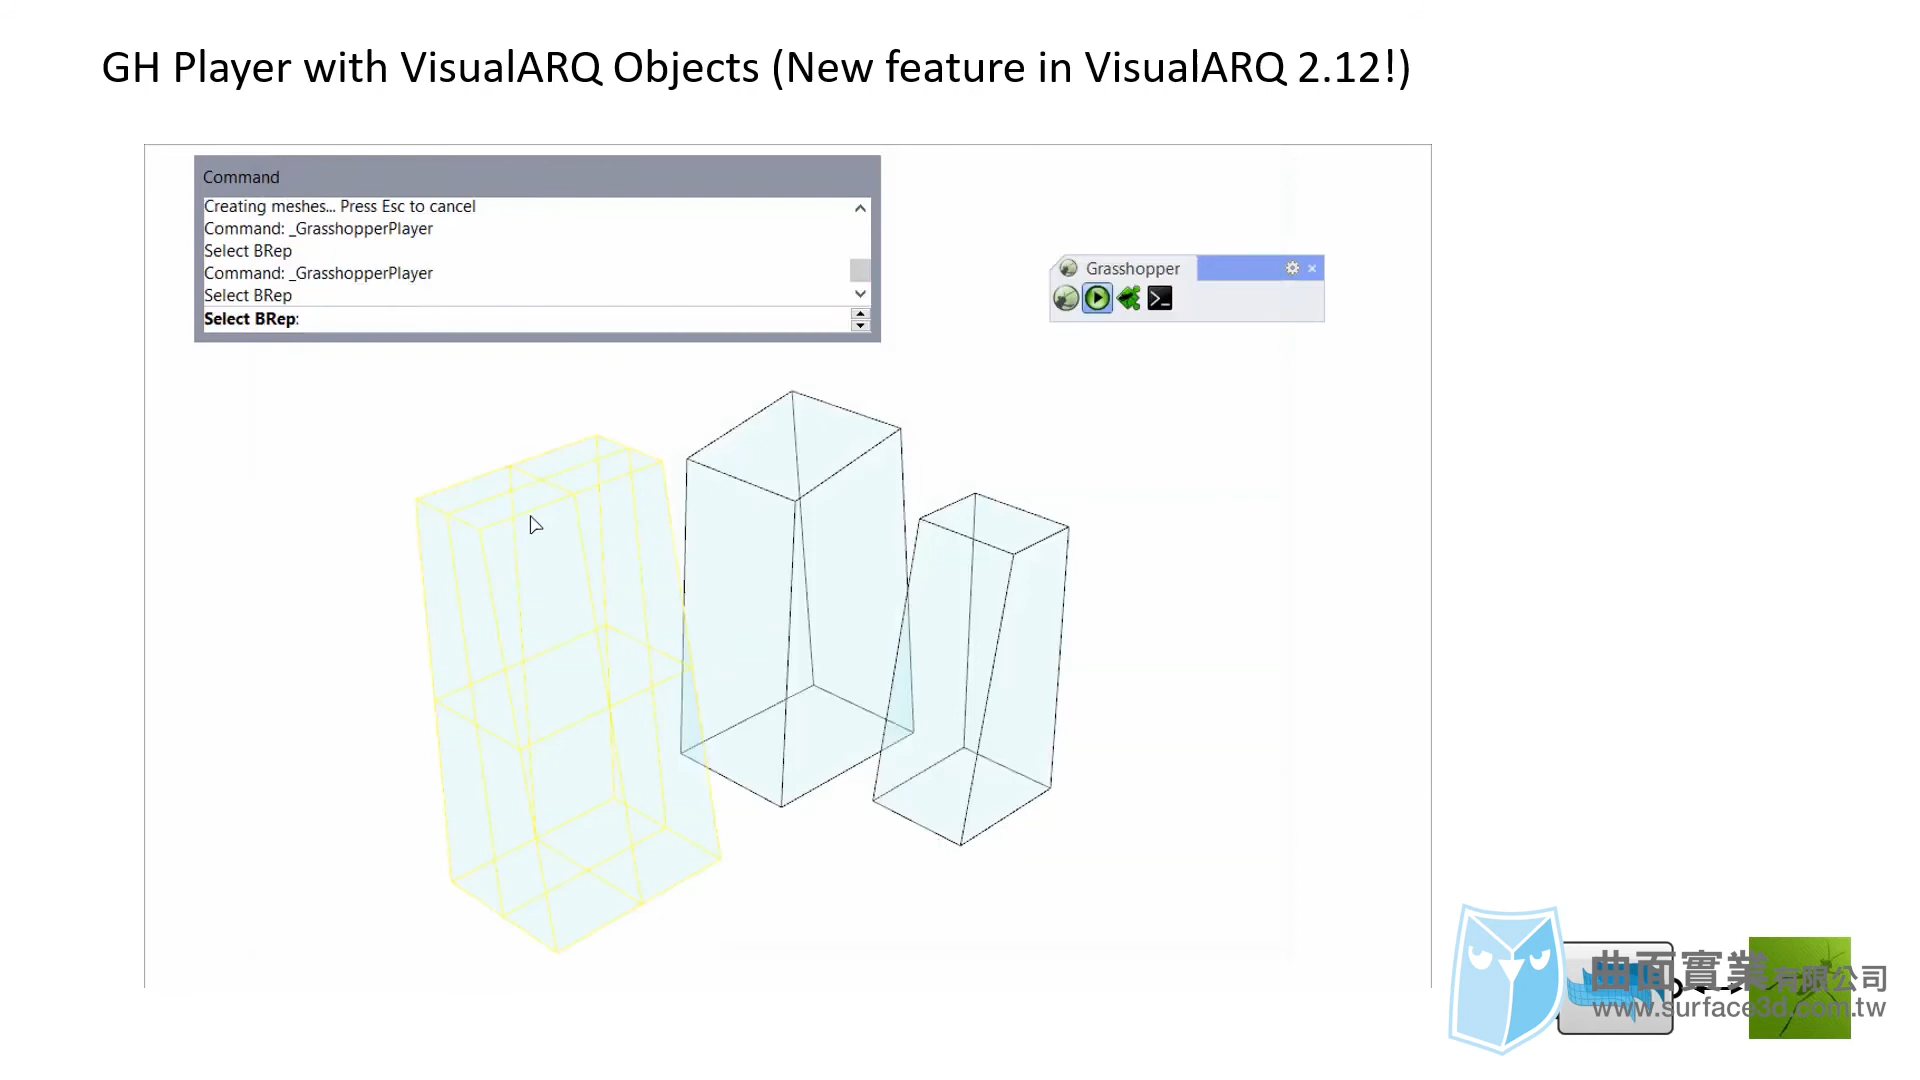 GH Player with VisualARQ Objects (New feature in VisualARQ 2.12!)
Command
Creating meshes... Press Esc to cancel
Command: _GrasshopperPlayer
Select BRep
Command: _GrasshopperPlayer
Select BRep
Select BRep:
Grasshopper
曲面實業有限公司
www.surface3d.com.tw